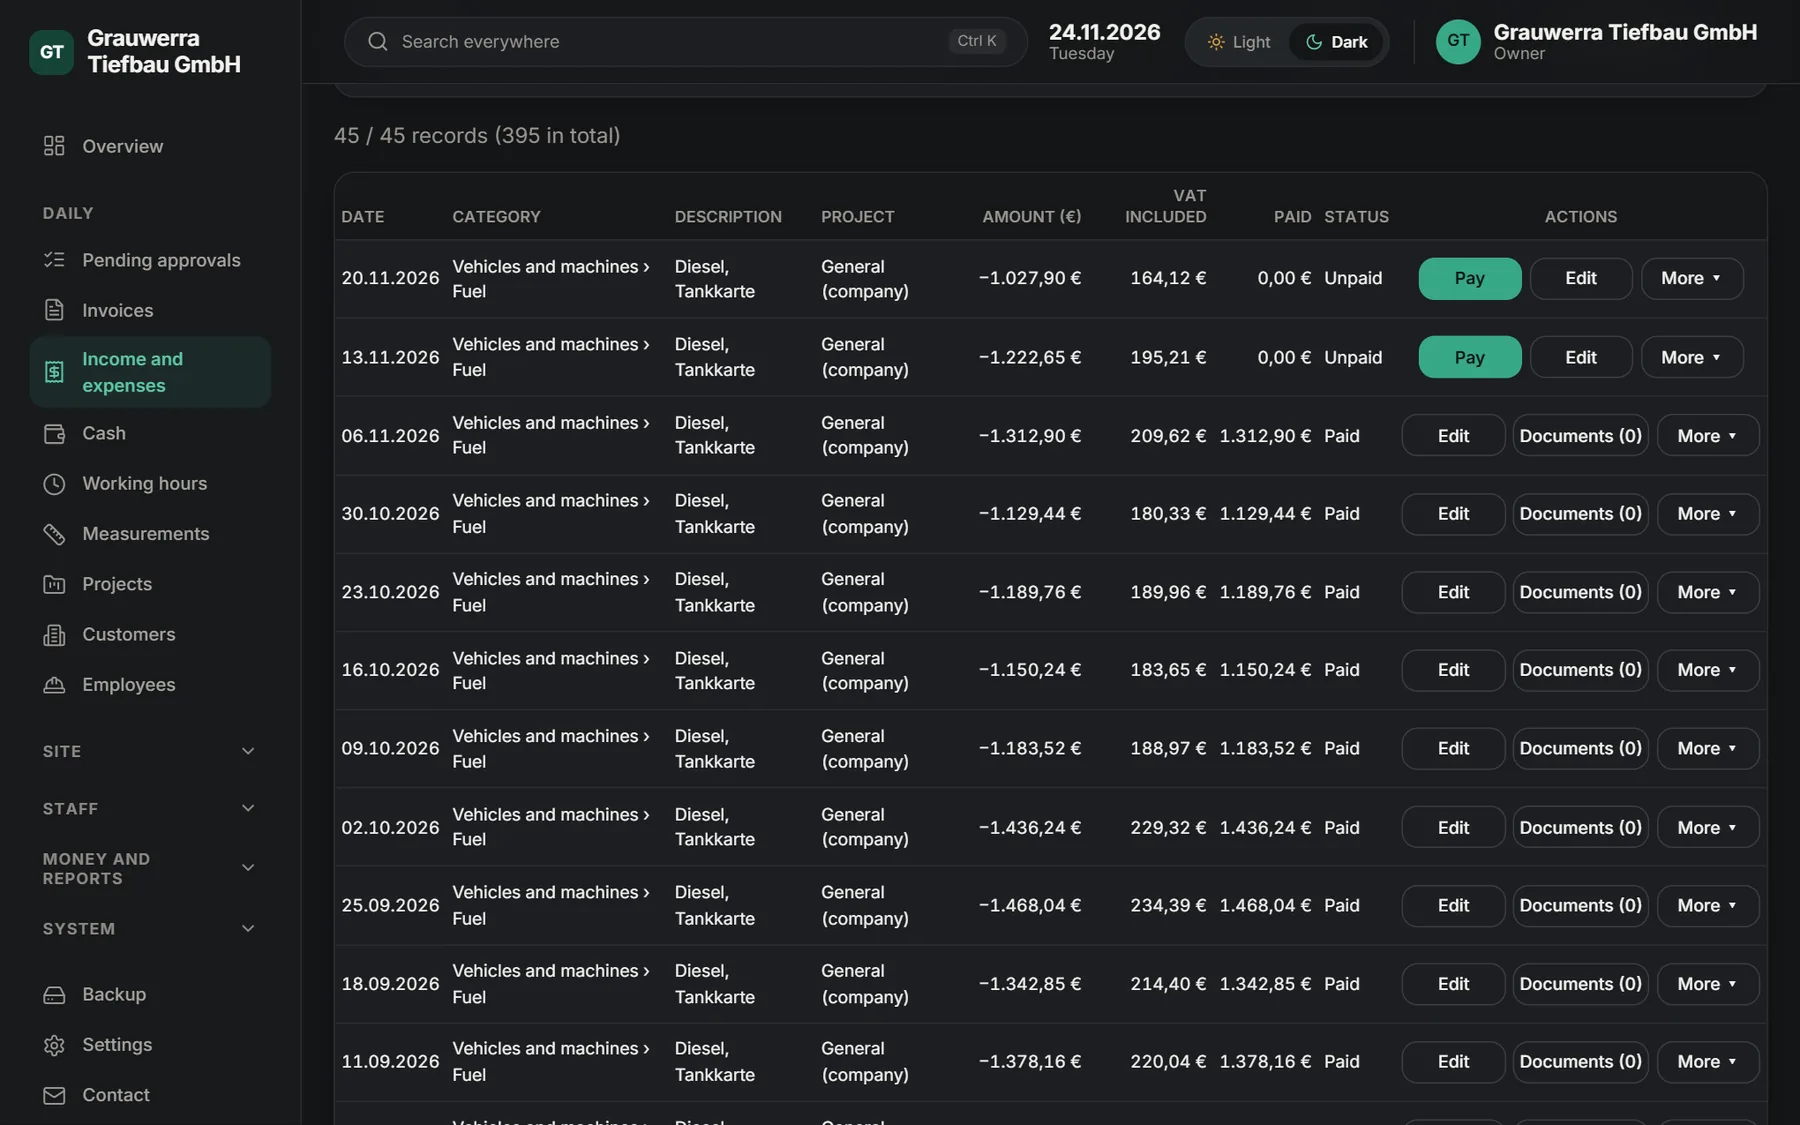 GT
Grauwerra
Tiefbau GmbH
Search everywhere
Ctrl K
24.11.2026
Tuesday
Light
Dark
GT
Grauwerra Tiefbau GmbH
Owner
Overview
DAILY
Pending approvals
Invoices
Income and
expenses
Cash
Working hours
Measurements
Projects
Customers
Employees
SITE
STAFF
MONEY AND
REPORTS
SYSTEM
Backup
Settings
Contact
45 / 45 records (395 in total)
DATE CATEGORY DESCRIPTION PROJECT AMOUNT (€) VAT INCLUDED PAID STATUS ACTIONS
20.11.2026 Vehicles and machines › Fuel Diesel, Tankkarte General (company) −1.027,90 € 164,12 € 0,00 € Unpaid Pay Edit More ▾
13.11.2026 Vehicles and machines › Fuel Diesel, Tankkarte General (company) −1.222,65 € 195,21 € 0,00 € Unpaid Pay Edit More ▾
06.11.2026 Vehicles and machines › Fuel Diesel, Tankkarte General (company) −1.312,90 € 209,62 € 1.312,90 € Paid Edit Documents (0) More ▾
30.10.2026 Vehicles and machines › Fuel Diesel, Tankkarte General (company) −1.129,44 € 180,33 € 1.129,44 € Paid Edit Documents (0) More ▾
23.10.2026 Vehicles and machines › Fuel Diesel, Tankkarte General (company) −1.189,76 € 189,96 € 1.189,76 € Paid Edit Documents (0) More ▾
16.10.2026 Vehicles and machines › Fuel Diesel, Tankkarte General (company) −1.150,24 € 183,65 € 1.150,24 € Paid Edit Documents (0) More ▾
09.10.2026 Vehicles and machines › Fuel Diesel, Tankkarte General (company) −1.183,52 € 188,97 € 1.183,52 € Paid Edit Documents (0) More ▾
02.10.2026 Vehicles and machines › Fuel Diesel, Tankkarte General (company) −1.436,24 € 229,32 € 1.436,24 € Paid Edit Documents (0) More ▾
25.09.2026 Vehicles and machines › Fuel Diesel, Tankkarte General (company) −1.468,04 € 234,39 € 1.468,04 € Paid Edit Documents (0) More ▾
18.09.2026 Vehicles and machines › Fuel Diesel, Tankkarte General (company) −1.342,85 € 214,40 € 1.342,85 € Paid Edit Documents (0) More ▾
11.09.2026 Vehicles and machines › Fuel Diesel, Tankkarte General (company) −1.378,16 € 220,04 € 1.378,16 € Paid Edit Documents (0) More ▾